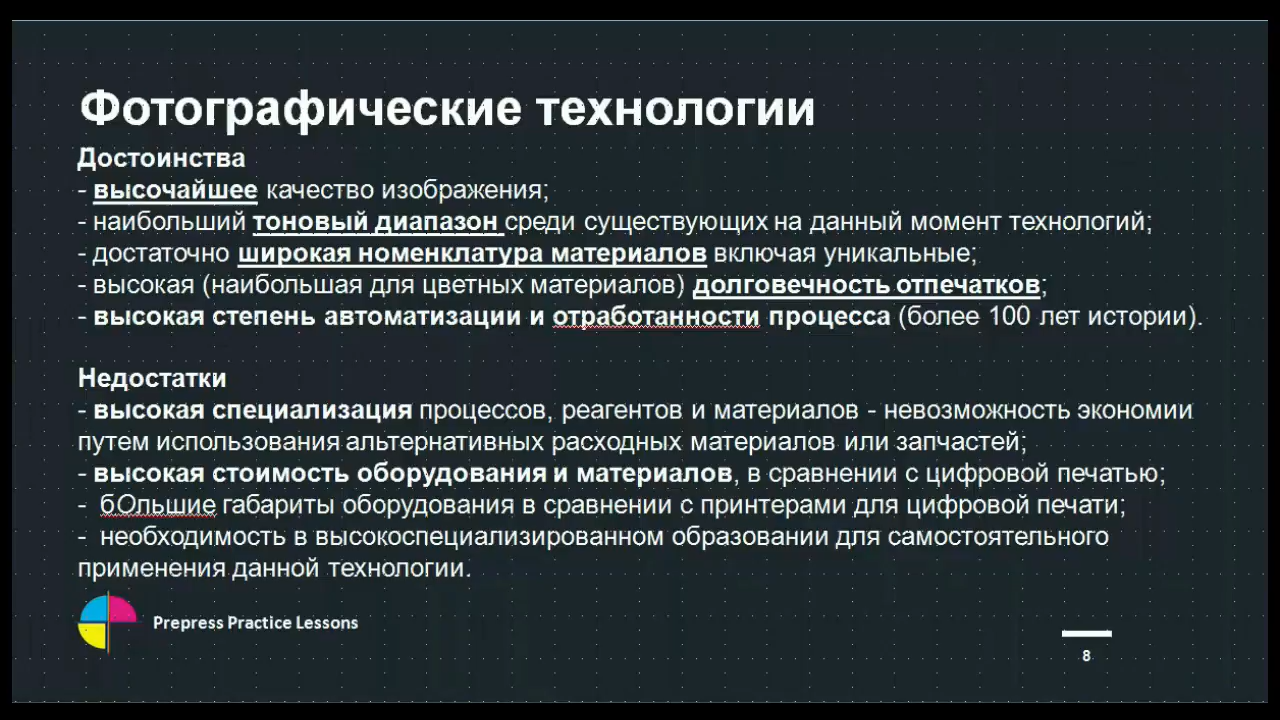 Фотографические технологии
Достоинства
- высочайшее качество изображения;
- наибольший тоновый диапазон среди существующих на данный момент технологий;
- достаточно широкая номенклатура материалов включая уникальные;
- высокая (наибольшая для цветных материалов) долговечность отпечатков;
- высокая степень автоматизации и отработанности процесса (более 100 лет истории).
Недостатки
- высокая специализация процессов, реагентов и материалов - невозможность экономии
путем использования альтернативных расходных материалов или запчастей;
- высокая стоимость оборудования и материалов, в сравнении с цифровой печатью;
- бОльшие габариты оборудования в сравнении с принтерами для цифровой печати;
- необходимость в высокоспециализированном образовании для самостоятельного
применения данной технологии.
Prepress Practice Lessons
8